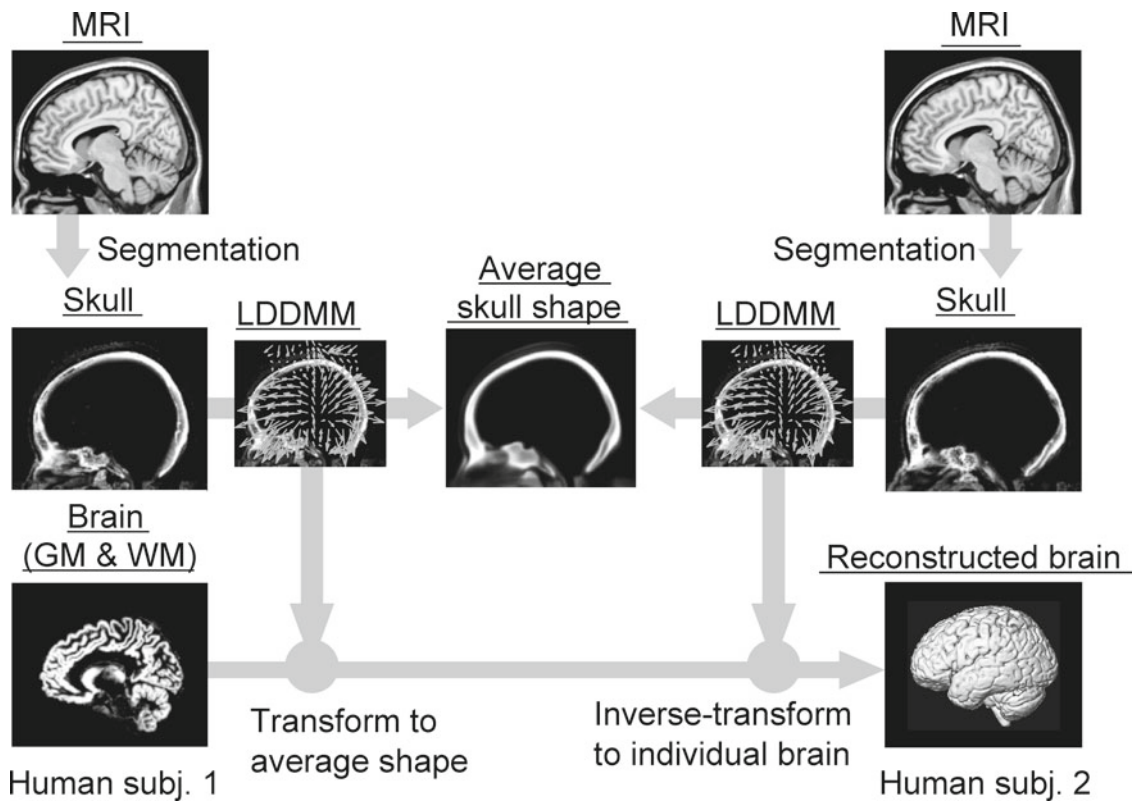 MRI
MRI
Segmentation
Segmentation
Skull
LDDMM
Average
skull shape
LDDMM
Skull
Brain
(GM & WM)
Reconstructed brain
Transform to
average shape
Inverse-transform
to individual brain
Human subj. 1
Human subj. 2